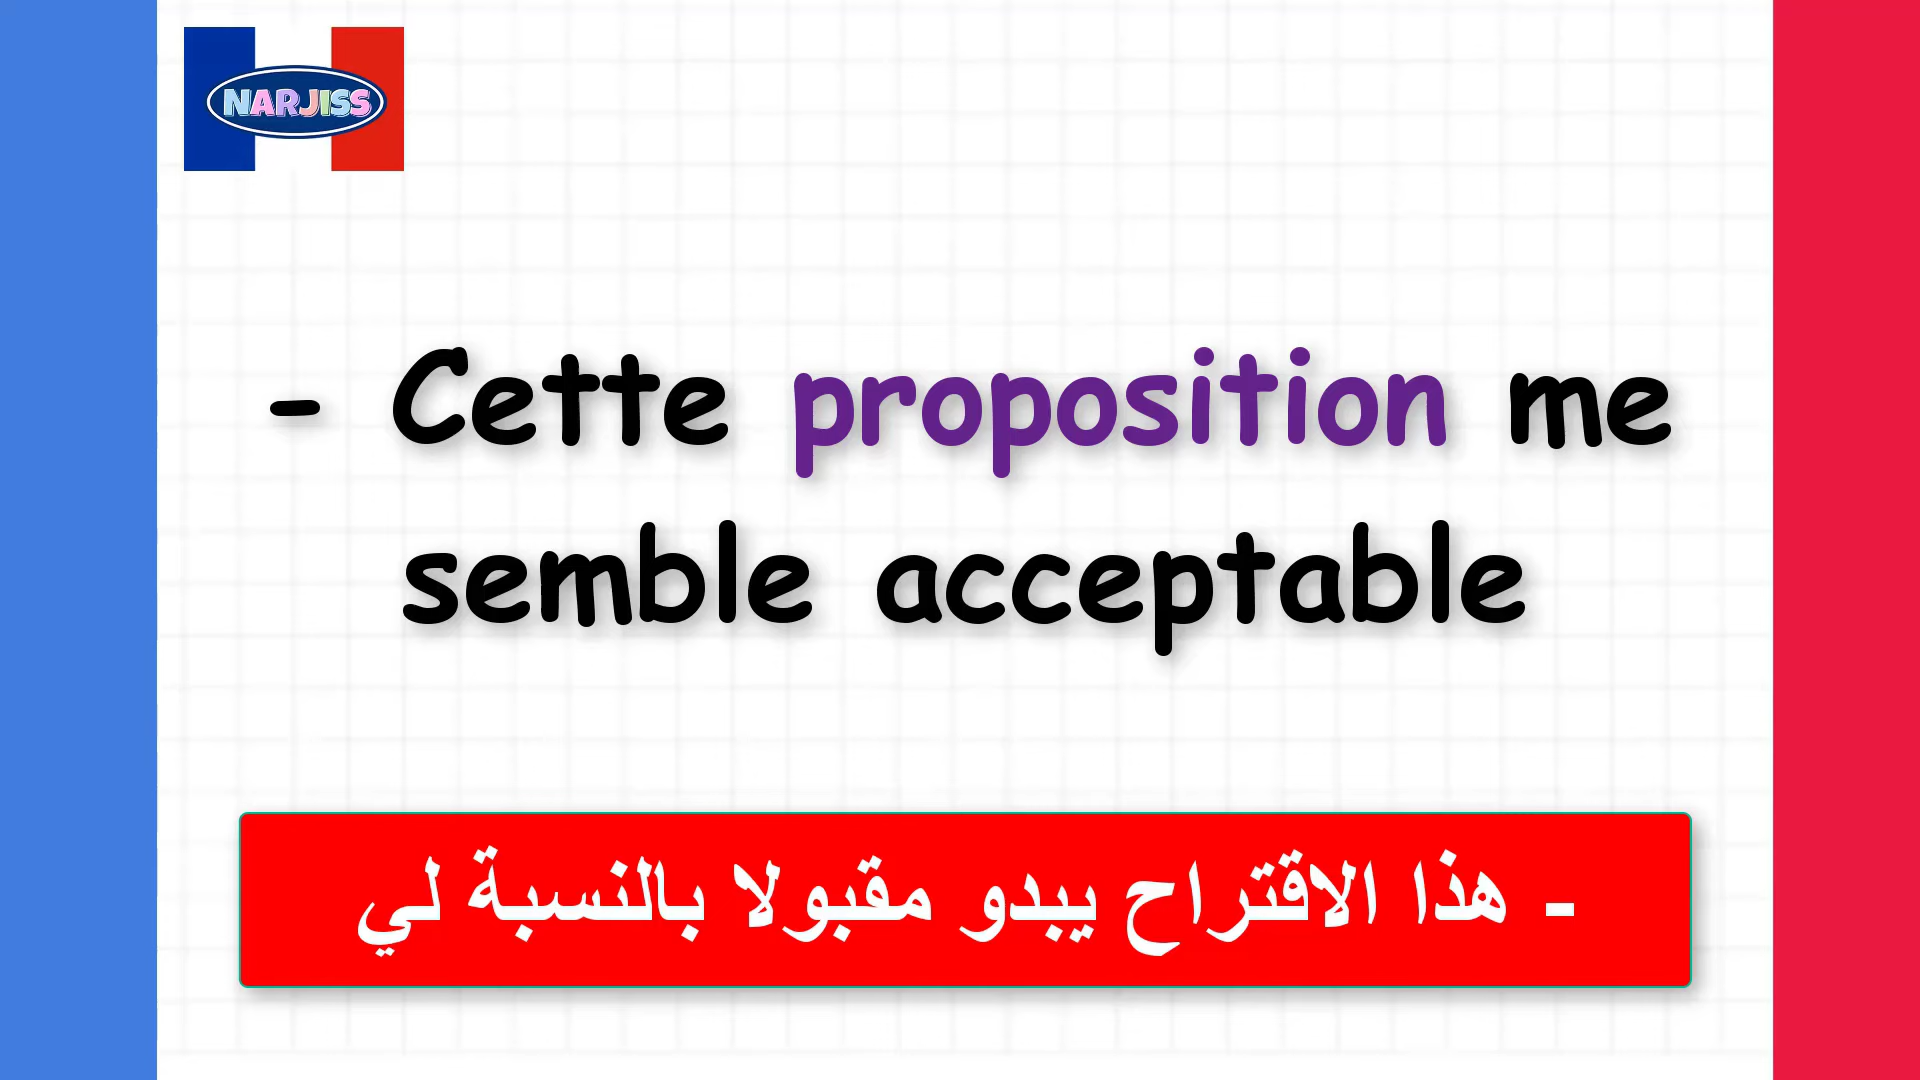 NARJISS
- Cette proposition me
semble acceptable
- هذا الاقتراح يبدو مقبولا بالنسبة لي